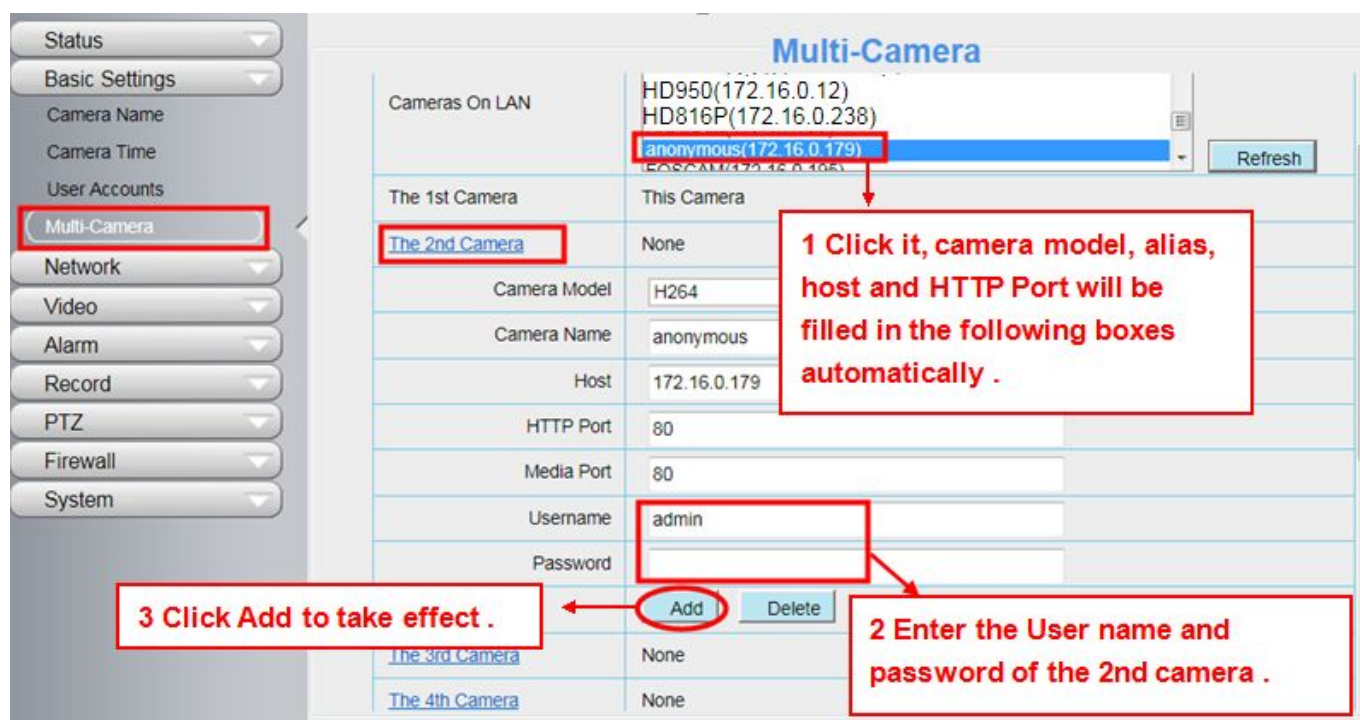 Multi-Camera
Status
Basic Settings
Camera Name
Camera Time
User Accounts
Multi-Camera
Network
Video
Alarm
Record
PTZ
Firewall
System
Cameras On LAN
HD950(172.16.0.12)
HD816P(172.16.0.238)
anonymous(172.16.0.179)
FOSCAM(172.16.0.195)
Refresh
The 1st Camera This Camera
The 2nd Camera None
Camera Model H264
Camera Name anonymous
Host 172.16.0.179
HTTP Port 80
Media Port 80
Username admin
Password
Add Delete
The 3rd Camera None
The 4th Camera None
1 Click it, camera model, alias,
host and HTTP Port will be
filled in the following boxes
automatically .
2 Enter the User name and
password of the 2nd camera .
3 Click Add to take effect .